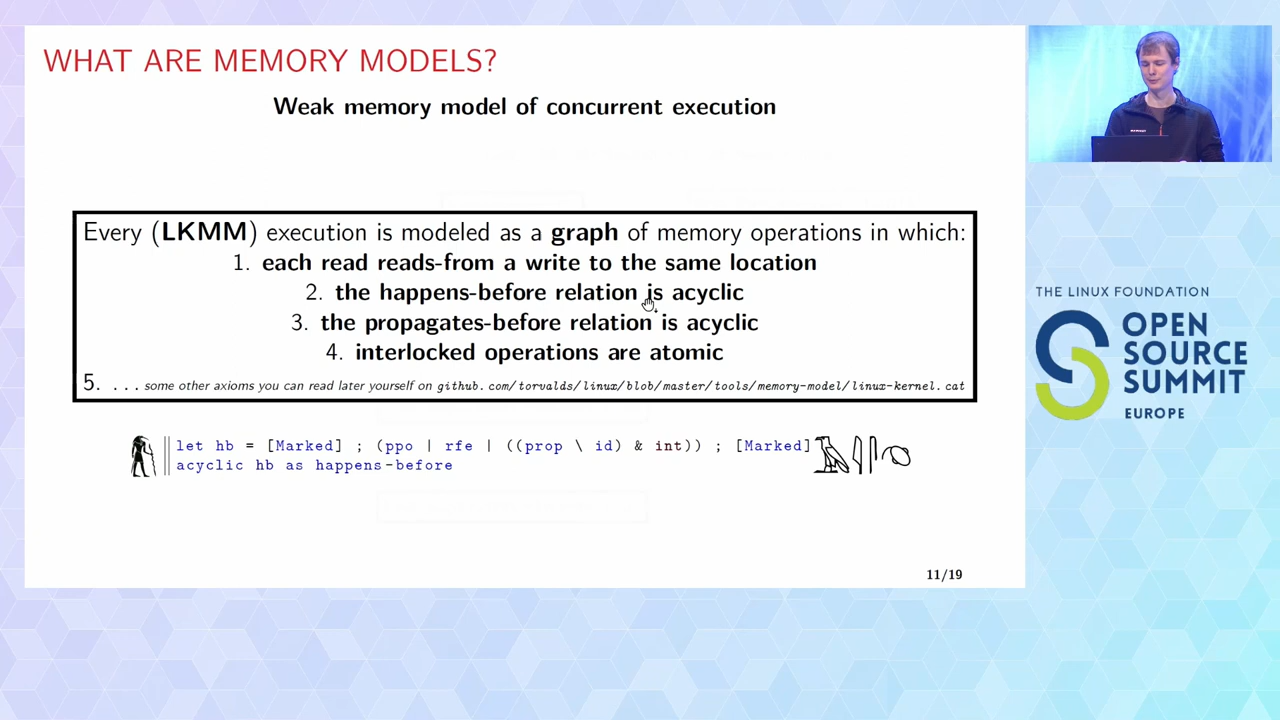 WHAT ARE MEMORY MODELS?
Weak memory model of concurrent execution
Every (LKMM) execution is modeled as a graph of memory operations in which:
1. each read reads-from a write to the same location
2. the happens-before relation is acyclic
3. the propagates-before relation is acyclic
4. interlocked operations are atomic
5. ... some other axioms you can read later yourself on github.com/torvalds/linux/blob/master/tools/memory-model/linux-kernel.cat
let hb = [Marked] ; (ppo | rfe | ((prop \ id) & int)) ; [Marked]
acyclic hb as happens-before
11/19
THE LINUX FOUNDATION
OPEN
SOURCE
SUMMIT
EUROPE